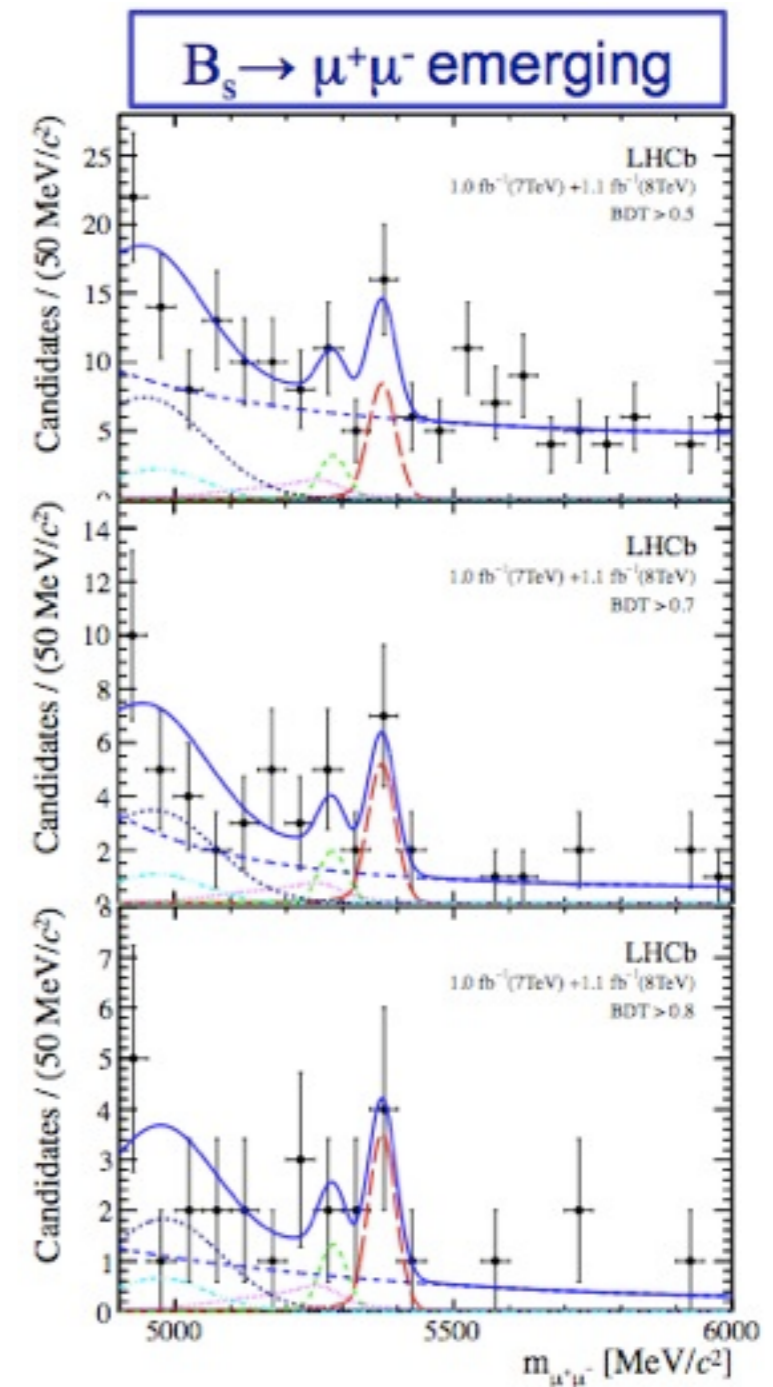 Bs→ μ+μ- emerging
Candidates / (50 MeV/c²)
25
20
15
10
5
0
LHCb
1.0 fb⁻¹(7TeV) +1.1 fb⁻¹(8TeV)
BDT > 0.5
Candidates / (50 MeV/c²)
14
12
10
8
6
4
2
LHCb
1.0 fb⁻¹(7TeV) +1.1 fb⁻¹(8TeV)
BDT > 0.7
Candidates / (50 MeV/c²)
8
7
6
5
4
3
2
1
0
LHCb
1.0 fb⁻¹(7TeV) +1.1 fb⁻¹(8TeV)
BDT > 0.8
5000 5500 6000
mμ+μ- [MeV/c²]